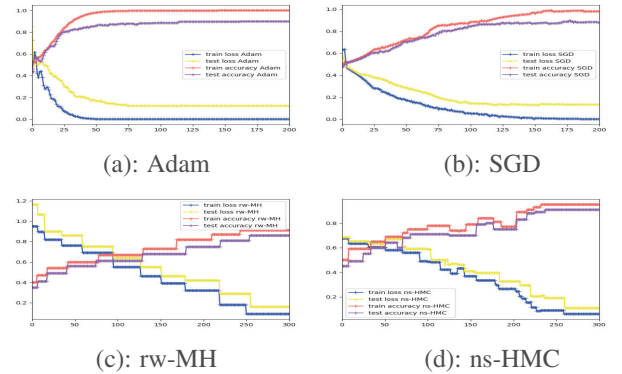 1.0
0.8
0.6
0.4
0.2
0.0
train loss Adam
test loss Adam
train accuracy Adam
test accuracy Adam
0 25 50 75 100 125 150 175 200
(a): Adam
1.0
0.8
0.6
0.4
0.2
0.0
train loss SGD
test loss SGD
train accuracy SGD
test accuracy SGD
0 25 50 75 100 125 150 175 200
(b): SGD
1.2
1.0
0.8
0.6
0.4
0.2
train loss rw-MH
test loss rw-MH
train accuracy rw-MH
test accuracy rw-MH
0 50 100 150 200 250 300
(c): rw-MH
0.8
0.6
0.4
0.2
train loss ns-HMC
test loss ns-HMC
train accuracy ns-HMC
test accuracy ns-HMC
0 50 100 150 200 250 300
(d): ns-HMC